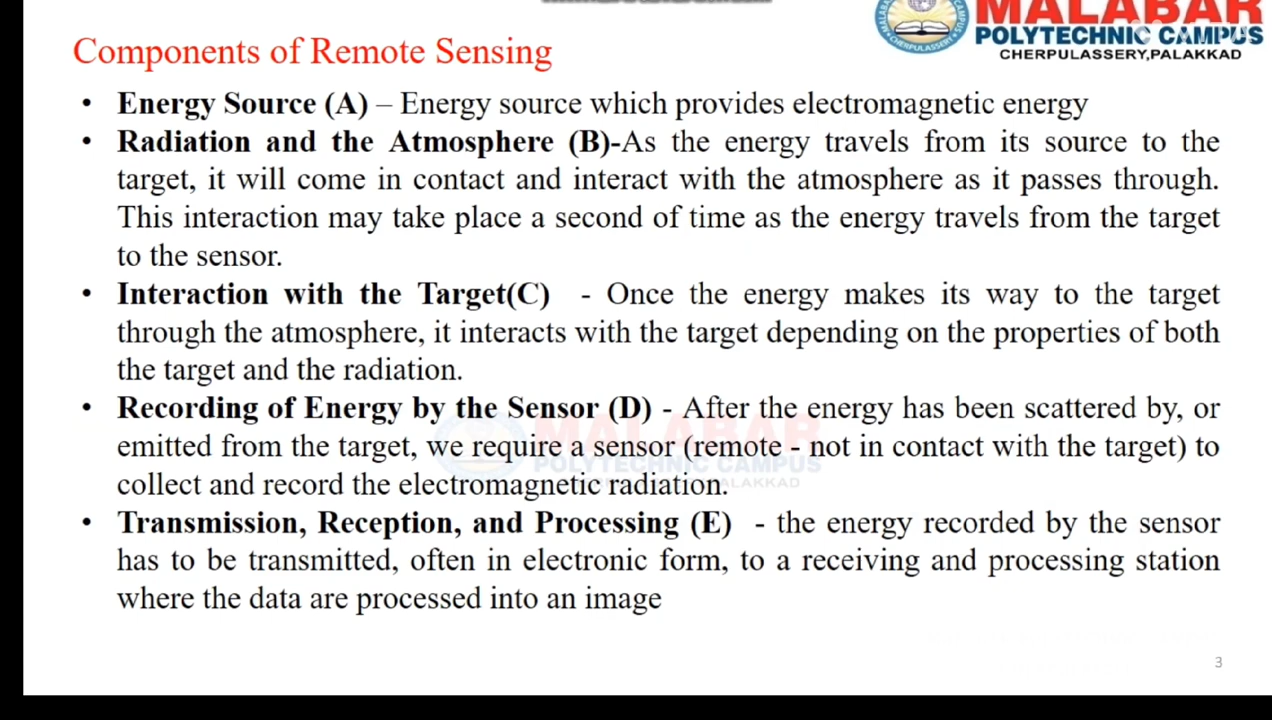 MALABAR
POLYTECHNIC CAMPUS
CHERPULASSERY,PALAKKAD
Components of Remote Sensing
• Energy Source (A) – Energy source which provides electromagnetic energy
• Radiation and the Atmosphere (B)-As the energy travels from its source to the
target, it will come in contact and interact with the atmosphere as it passes through.
This interaction may take place a second of time as the energy travels from the target
to the sensor.
• Interaction with the Target(C) - Once the energy makes its way to the target
through the atmosphere, it interacts with the target depending on the properties of both
the target and the radiation.
• Recording of Energy by the Sensor (D) - After the energy has been scattered by, or
emitted from the target, we require a sensor (remote - not in contact with the target) to
collect and record the electromagnetic radiation.
• Transmission, Reception, and Processing (E) - the energy recorded by the sensor
has to be transmitted, often in electronic form, to a receiving and processing station
where the data are processed into an image
MALABAR
POLYTECHNIC CAMPUS
3